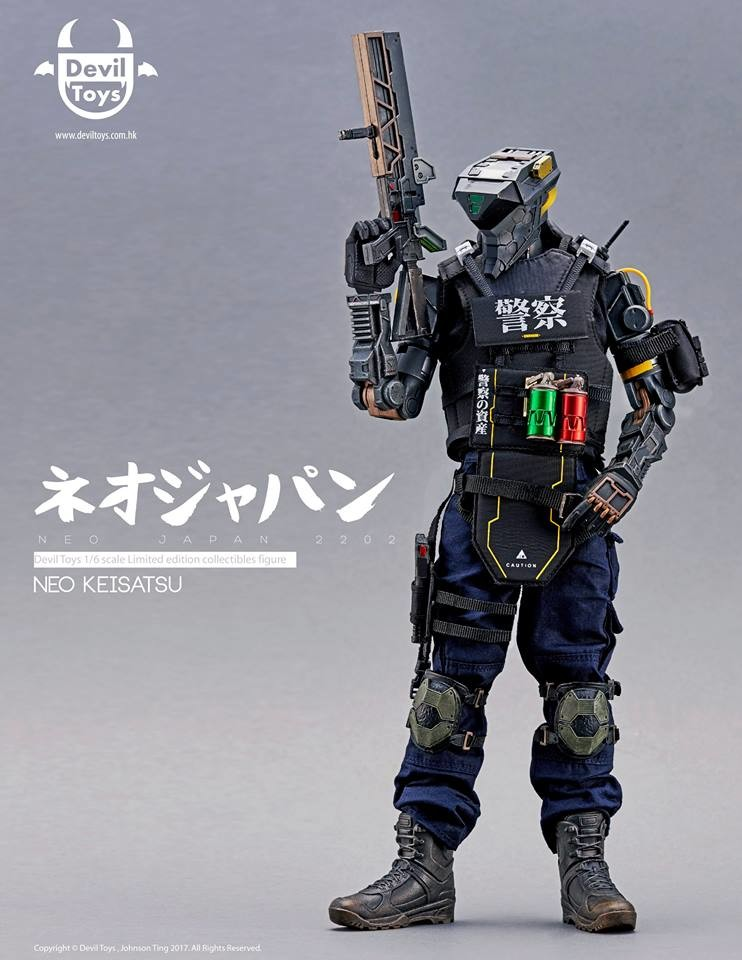 Devil
Toys
www.deviltoys.com.hk
警察
警察の資産
CAUTION
ネオジャパン
NEO JAPAN 2202
Devil Toys 1/6 scale Limited edition collectibles figure
NEO KEISATSU
Copyright © Devil Toys , Johnson Ting 2017. All Rights Reserved.